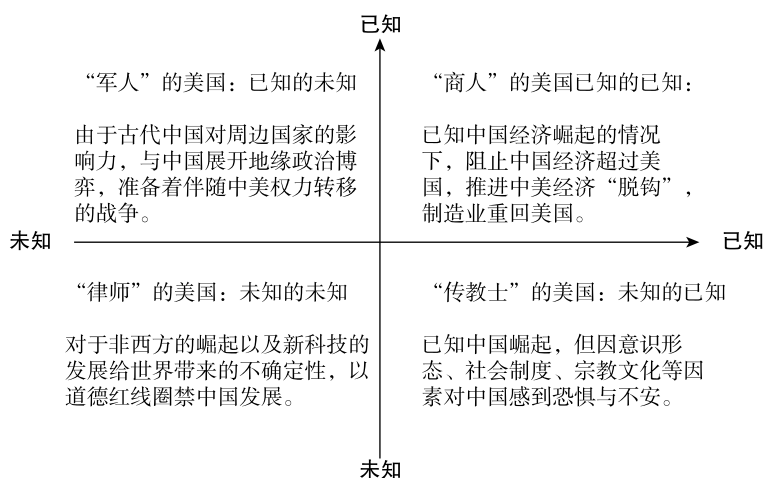 已知
“军人”的美国：已知的未知
由于古代中国对周边国家的影
响力，与中国展开地缘政治博
弈，准备着伴随中美权力转移
的战争。
“商人”的美国已知的已知：
已知中国经济崛起的情况
下，阻止中国经济超过美
国，推进中美经济“脱钩”，
制造业重回美国。
未知
已知
“律师”的美国：未知的未知
对于非西方的崛起以及新科技的
发展给世界带来的不确定性，以
道德红线圈禁中国发展。
“传教士”的美国：未知的已知
已知中国崛起，但因意识形
态、社会制度、宗教文化等因
素对中国感到恐惧与不安。
未知